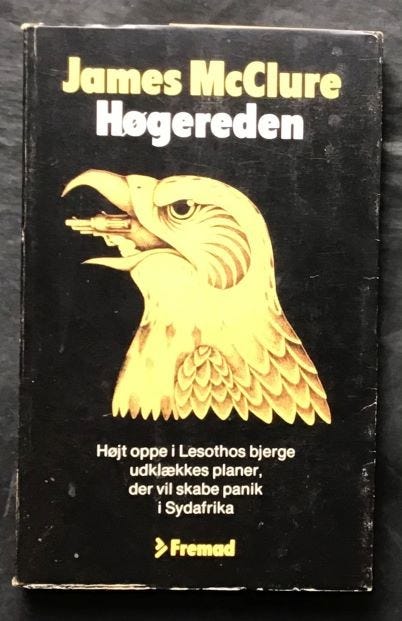 James McClure
Høgereden
Højt oppe i Lesothos bjerge
udklækkes planer,
der vil skabe panik
i Sydafrika
Fremad